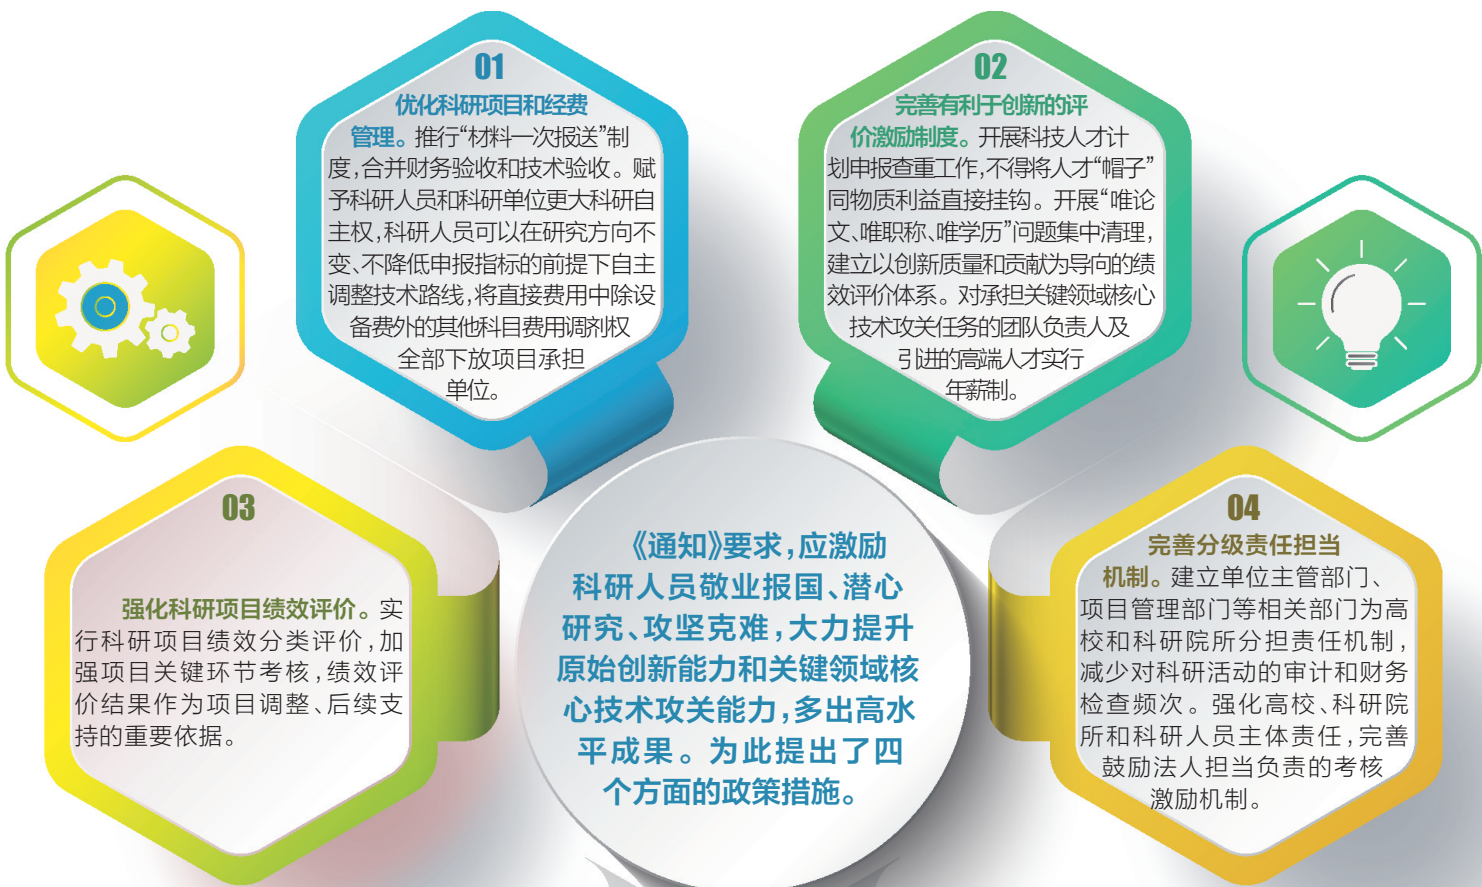 01
优化科研项目和经费
管理。推行“材料一次报送”制
度,合并财务验收和技术验收。赋
予科研人员和科研单位更大科研自
主权,科研人员可以在研究方向不
变、不降低申报指标的前提下自主
调整技术路线,将直接费用中除设
备费外的其他科目费用调剂权
全部下放项目承担
单位。
02
完善有利于创新的评
价激励制度。开展科技人才计
划申报查重工作,不得将人才“帽子”
同物质利益直接挂钩。开展“唯论
文、唯职称、唯学历”问题集中清理,
建立以创新质量和贡献为导向的绩
效评价体系。对承担关键领域核心
技术攻关任务的团队负责人及
引进的高端人才实行
年薪制。
03
强化科研项目绩效评价。实
行科研项目绩效分类评价,加
强项目关键环节考核,绩效评
价结果作为项目调整、后续支
持的重要依据。
《通知》要求,应激励
科研人员敬业报国、潜心
研究、攻坚克难,大力提升
原始创新能力和关键领域核
心技术攻关能力,多出高水
平成果。为此提出了四
个方面的政策措施。
04
完善分级责任担当
机制。建立单位主管部门、
项目管理部门等相关部门为高
校和科研院所分担责任机制,
减少对科研活动的审计和财务
检查频次。强化高校、科研院
所和科研人员主体责任,完善
鼓励法人担当负责的考核
激励机制。